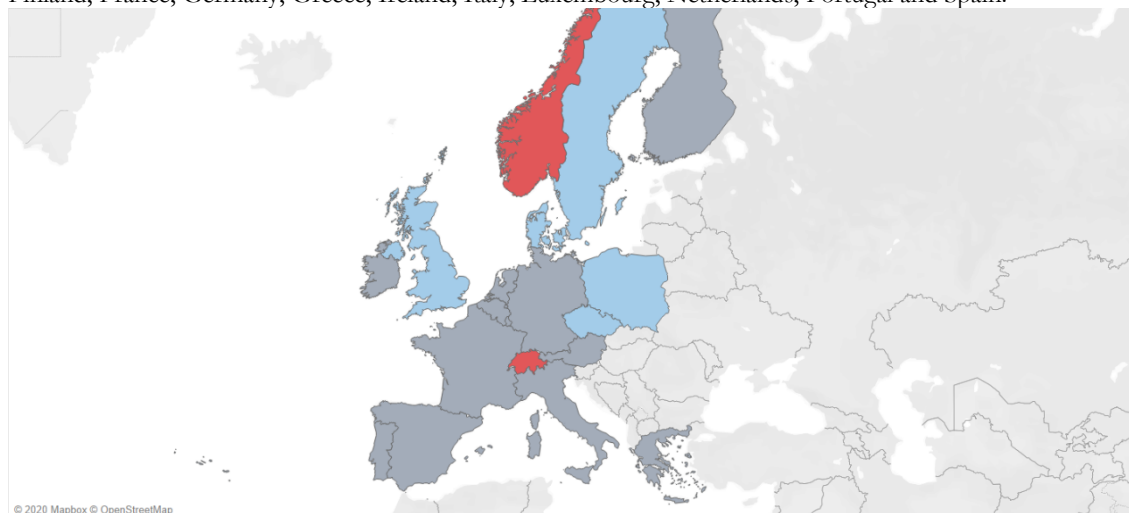 Finland, France, Germany, Greece, Ireland, Italy, Luxembourg, Netherlands, Portugal and Spain.
© 2020 Mapbox © OpenStreetMap